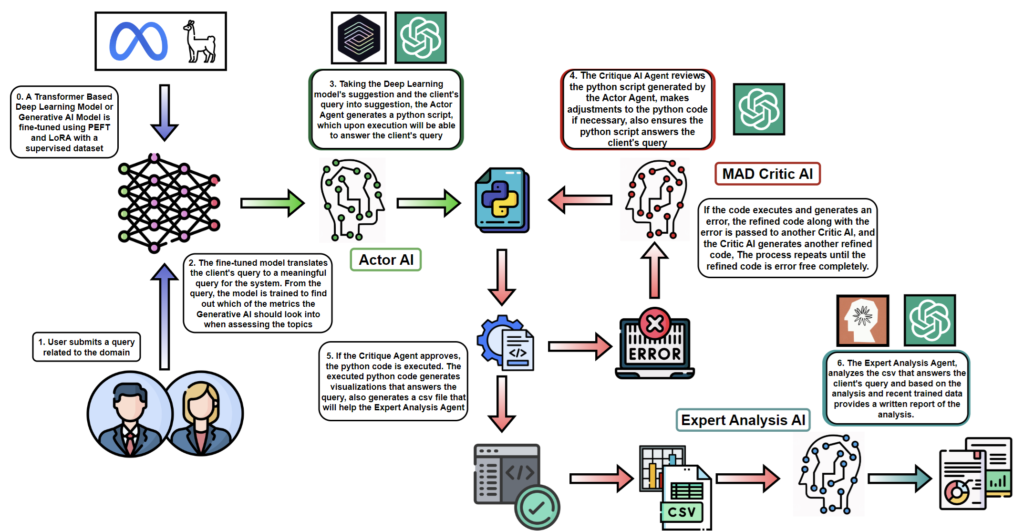 0. A Transformer Based
Deep Learning Model or
Generative AI Model is
fine-tuned using PEFT
and LoRA with a
supervised dataset
3. Taking the Deep Learning
model's suggestion and the client's
query into suggestion, the Actor
Agent generates a python script,
which upon execution will be able
to answer the client's query
4. The Critique AI Agent reviews
the python script generated by
the Actor Agent, makes
adjustments to the python code
if necessary, also ensures the
python script answers the
client's query
MAD Critic AI
If the code executes and generates an
error, the refined code along with the
error is passed to another Critic AI, and
the Critic AI generates another refined
code, The process repeats until the
refined code is error free completely.
Actor AI
2. The fine-tuned model translates
the client's query to a meaningful
query for the system. From the
query, the model is trained to find
out which of the metrics the
Generative AI should look into
when assessing the topics
1. User submits a query
related to the domain
5. If the Critique Agent approves,
the python code is executed. The
executed python code generates
visualizations that answers the
query, also generates a csv file that
will help the Expert Analysis Agent
ERROR
6. The Expert Analysis Agent,
analyzes the csv that answers the
client's query and based on the
analysis and recent trained data
provides a written report of the
analysis.
Expert Analysis AI
CSV